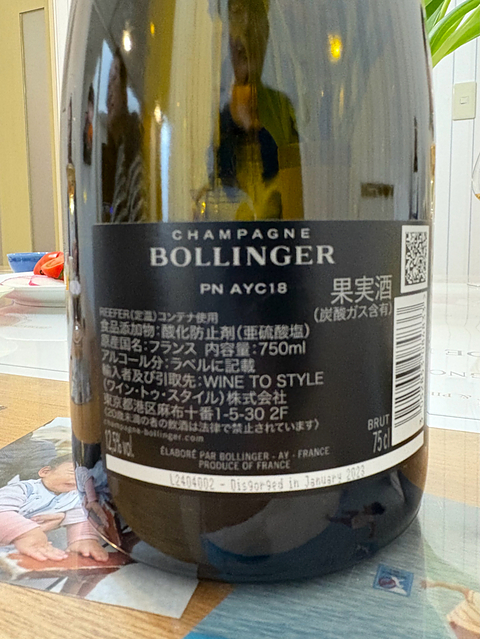 CHAMPAGNE
BOLLINGER
PN AYC18
果実酒
(炭酸ガス含有)
REEFER(定温)コンテナ使用
食品添加物:酸化防止剤(亜硫酸塩)
原産国名:フランス 内容量:750ml
アルコール分:ラベルに記載
輸入者及び引取先:WINE TO STYLE
(ワイン・トゥ・スタイル)株式会社
東京都港区麻布十番1-5-30 2F
(20歳未満の者の飲酒は法律で禁止されています)
champagne-bollinger.com
12,5% vol.
ÉLABORÉ PAR BOLLINGER - AY - FRANCE
PRODUCE OF FRANCE
BRUT
75 cl
L2404002 - Disgorged in January 2023